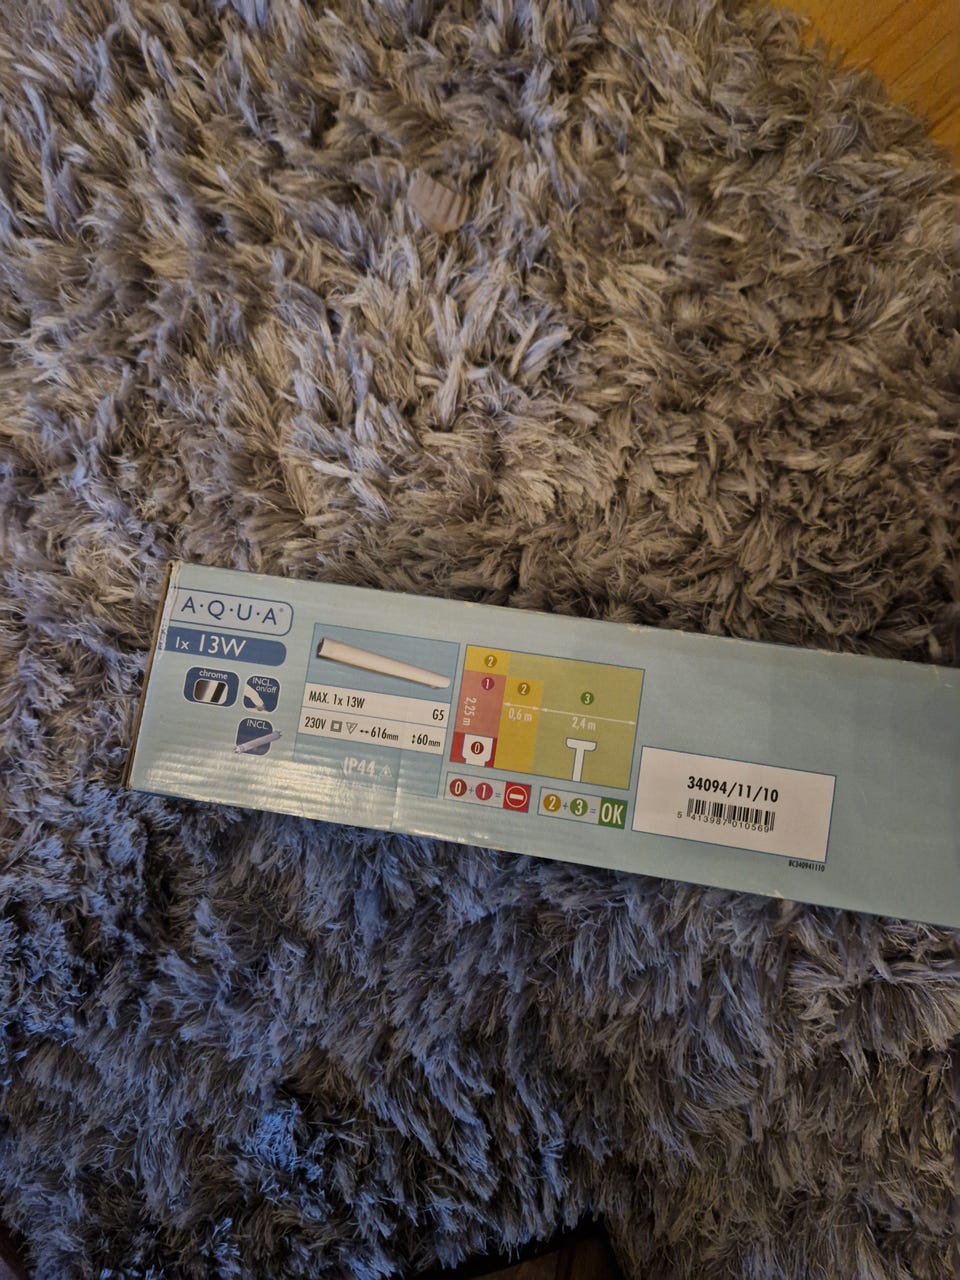 A·Q·U·A®
1x 13W
chrome
INCL.
on/off
INCL.
MAX. 1x 13W
G5
230V
616mm
60mm
IP44
2
1
2,25 m
0
2
0,6 m
3
2,4 m
0 + 1 =
2 + 3 = OK
34094/11/10
5 413987 010569
BC340941110